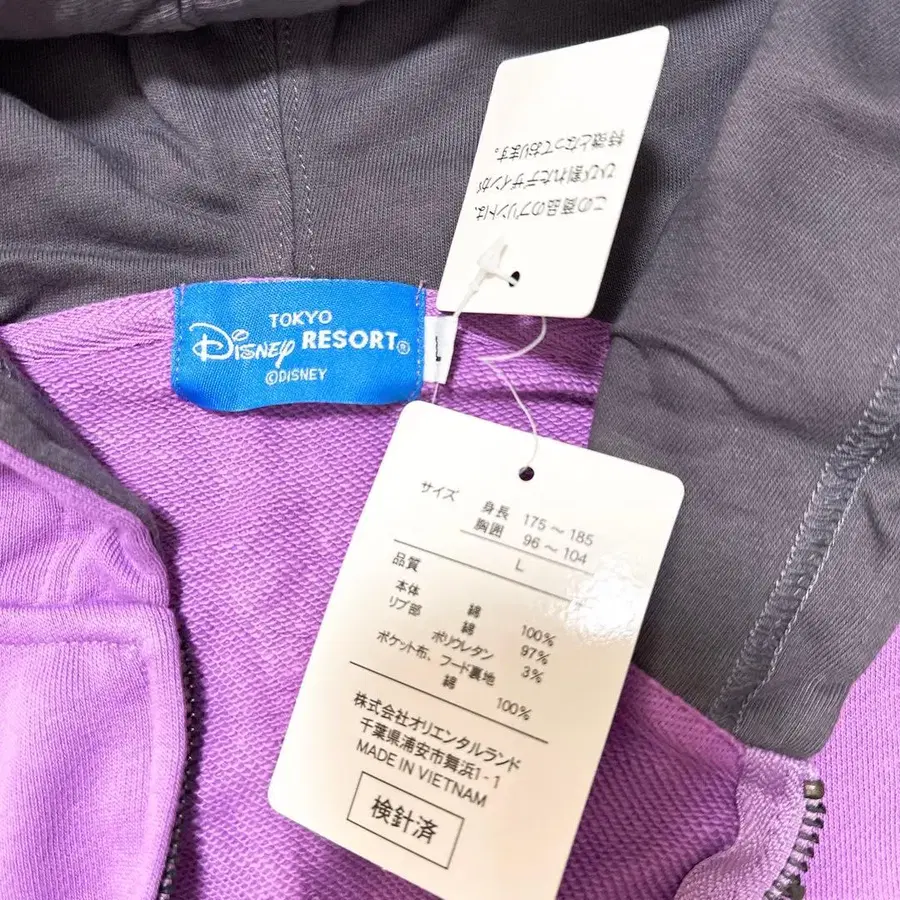 この商品のプリントは、
ひび割れたデザインが
特徴となっております。
TOKYO
Disney RESORT®
©DISNEY
L
サイズ
身長 175～185
胸囲 96～104
L
品質
本体 綿 100%
リブ部 綿 97%
ポリウレタン 3%
ポケット布、フード裏地
綿 100%
株式会社オリエンタルランド
千葉県浦安市舞浜1-1
MADE IN VIETNAM
検針済